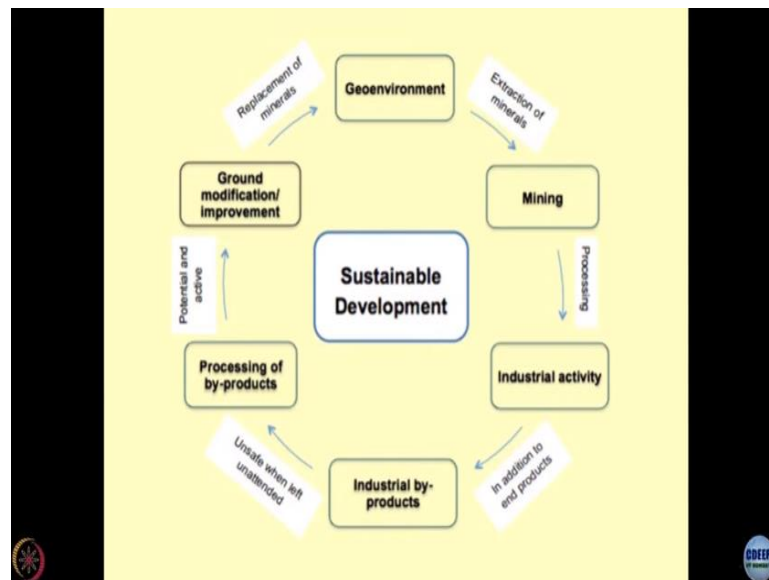 Geoenvironment
Extraction of
minerals
Mining
Processing
Industrial activity
In addition to
end products
Industrial by-
products
Unsafe when left
unattended
Processing of
by-products
Potential and
active
Ground
modification/
improvement
Replacement of
minerals
Sustainable
Development
CDEEP